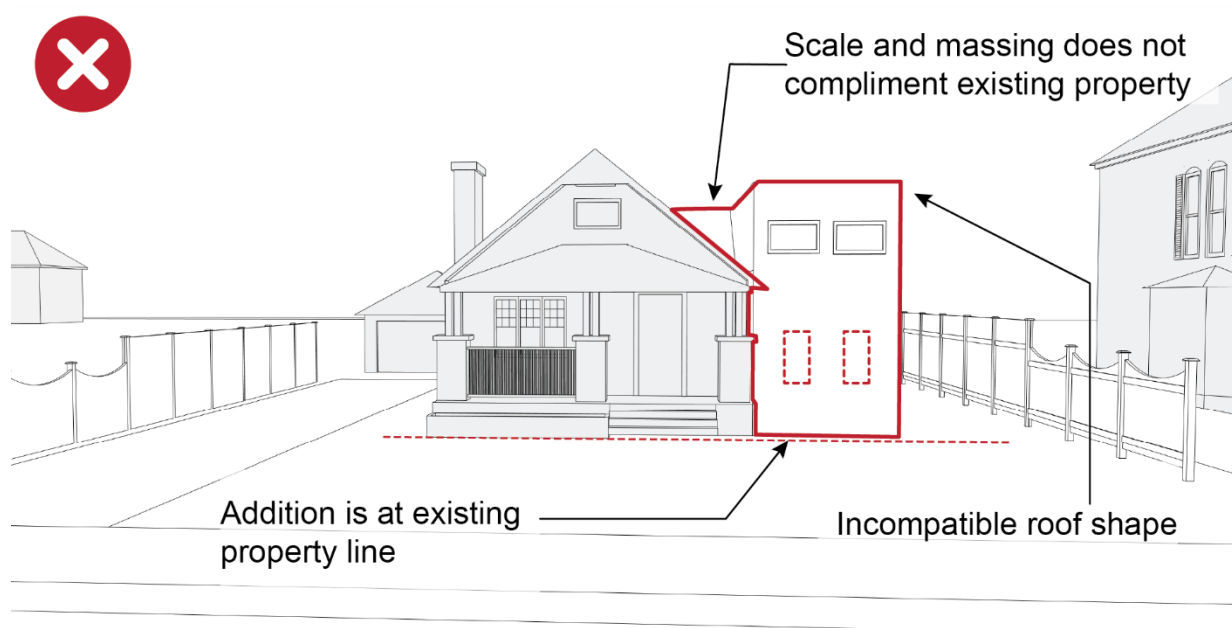 Scale and massing does not
compliment existing property
Addition is at existing
property line
Incompatible roof shape